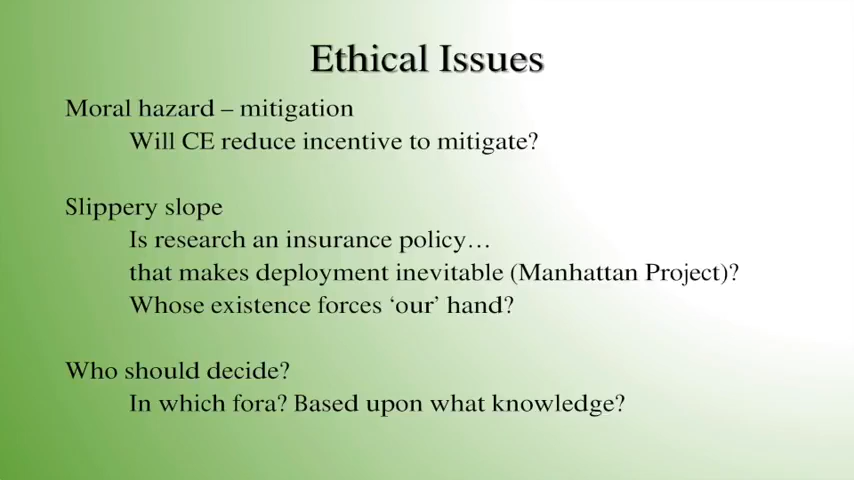 Ethical Issues
Moral hazard – mitigation
Will CE reduce incentive to mitigate?
Slippery slope
Is research an insurance policy…
that makes deployment inevitable (Manhattan Project)?
Whose existence forces ‘our’ hand?
Who should decide?
In which fora? Based upon what knowledge?